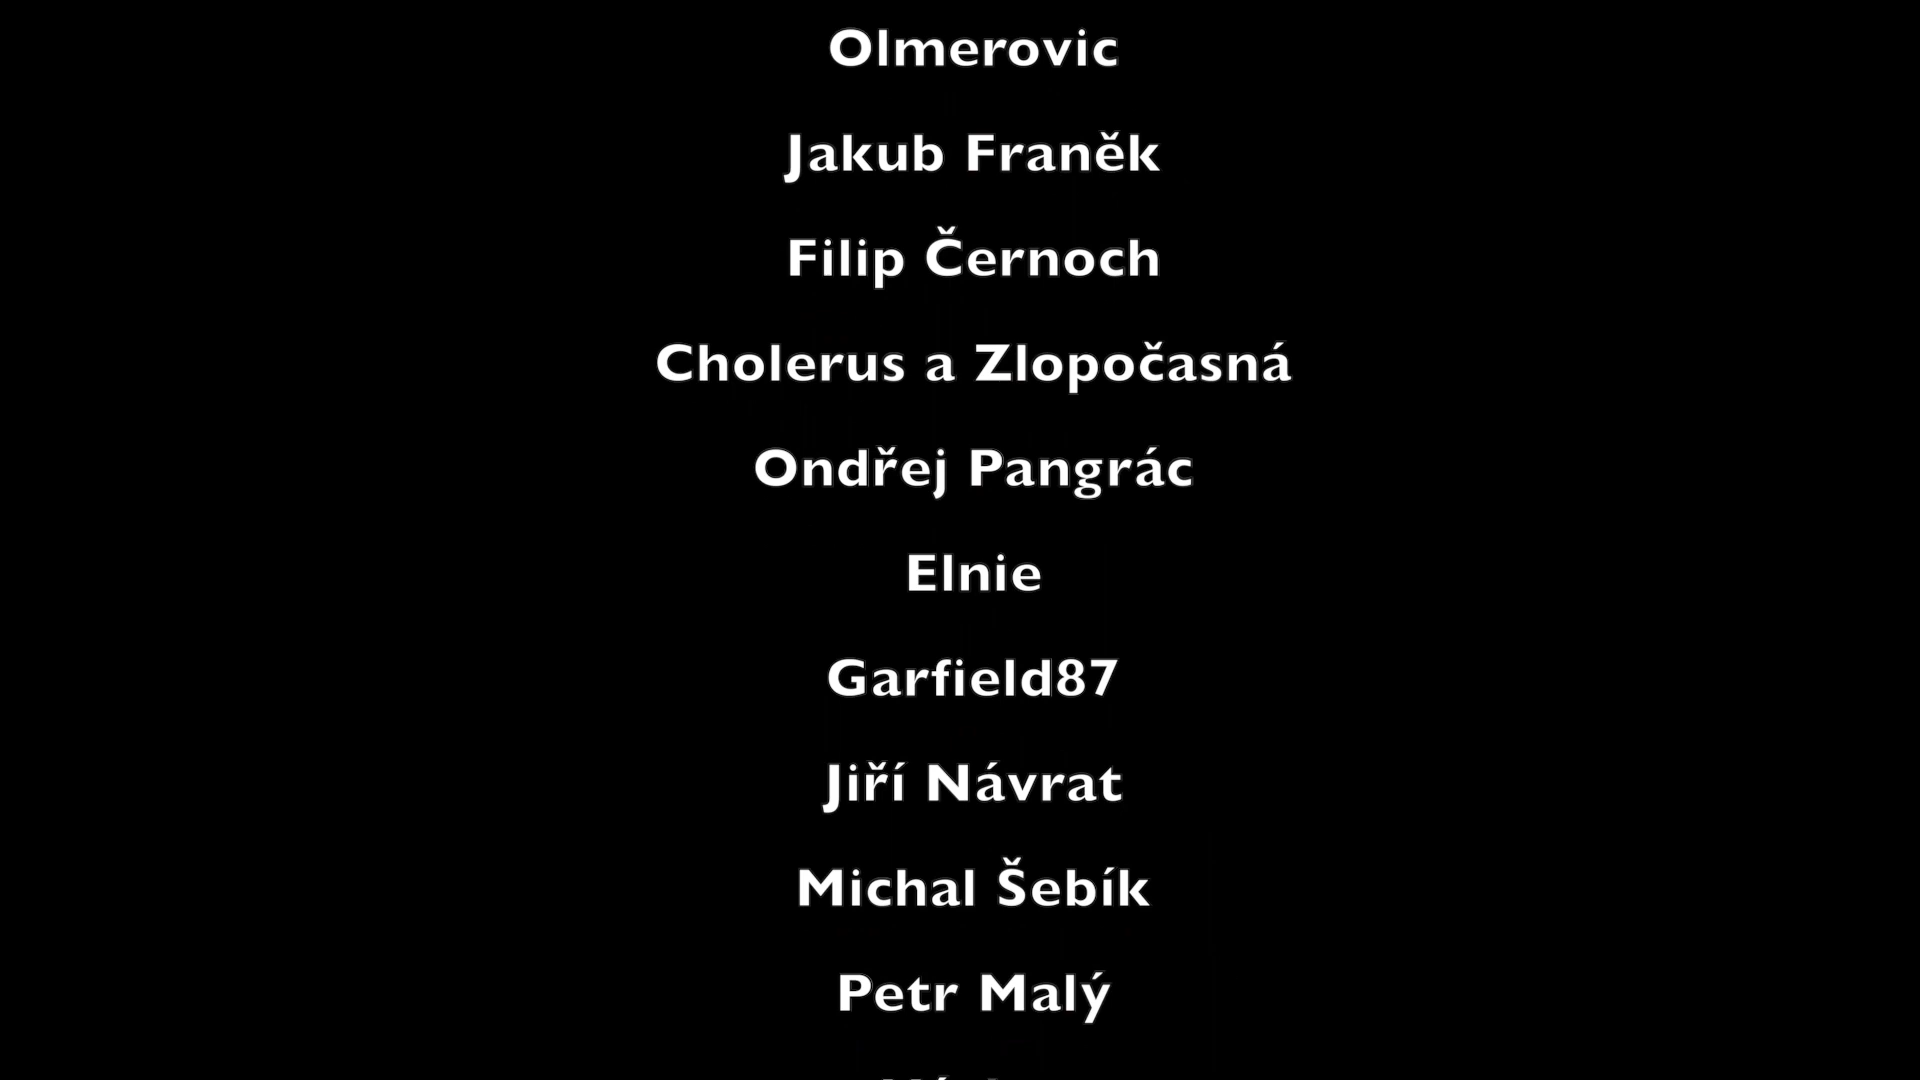 Olmerovic
Jakub Franěk
Filip Černoch
Cholerus a Zlopočasná
Ondřej Pangrác
Elnie
Garfield87
Jiří Návrat
Michal Šebík
Petr Malý